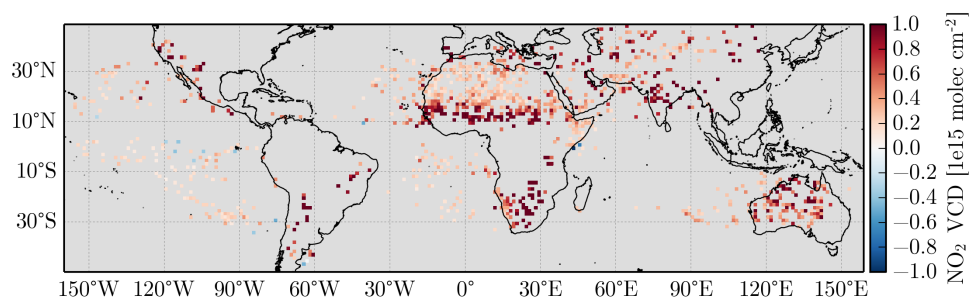 30°N
10°N
10°S
30°S
150°W 120°W 90°W 60°W 30°W 0° 30°E 60°E 90°E 120°E 150°E
1.0
0.8
0.6
0.4
0.2
0.0
−0.2
−0.4
−0.6
−0.8
−1.0
NO₂ VCD [1e15 molec cm⁻²]